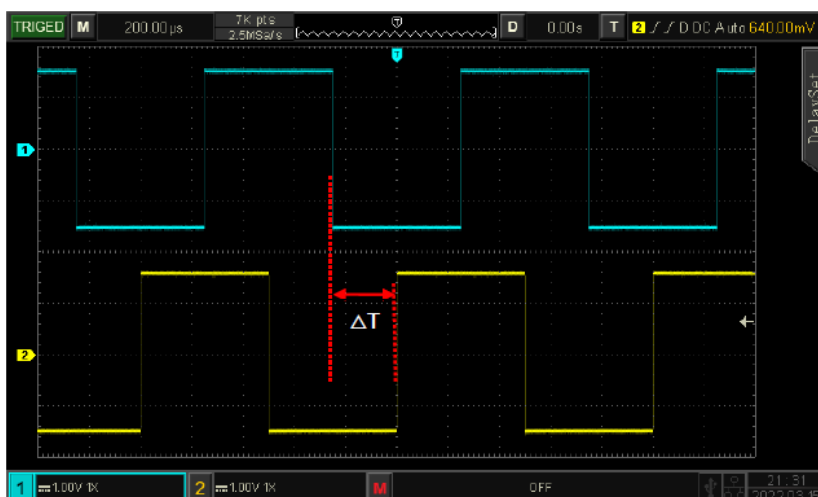 TRIGED M 200.00μs 7K pts D 0.00s T 2 DC Auto 640.00mV
2.5MSa/s
T
T
DelaySet
1
ΔT
2
1 1.00V 1X 2 1.00V 1X M OFF 21:31